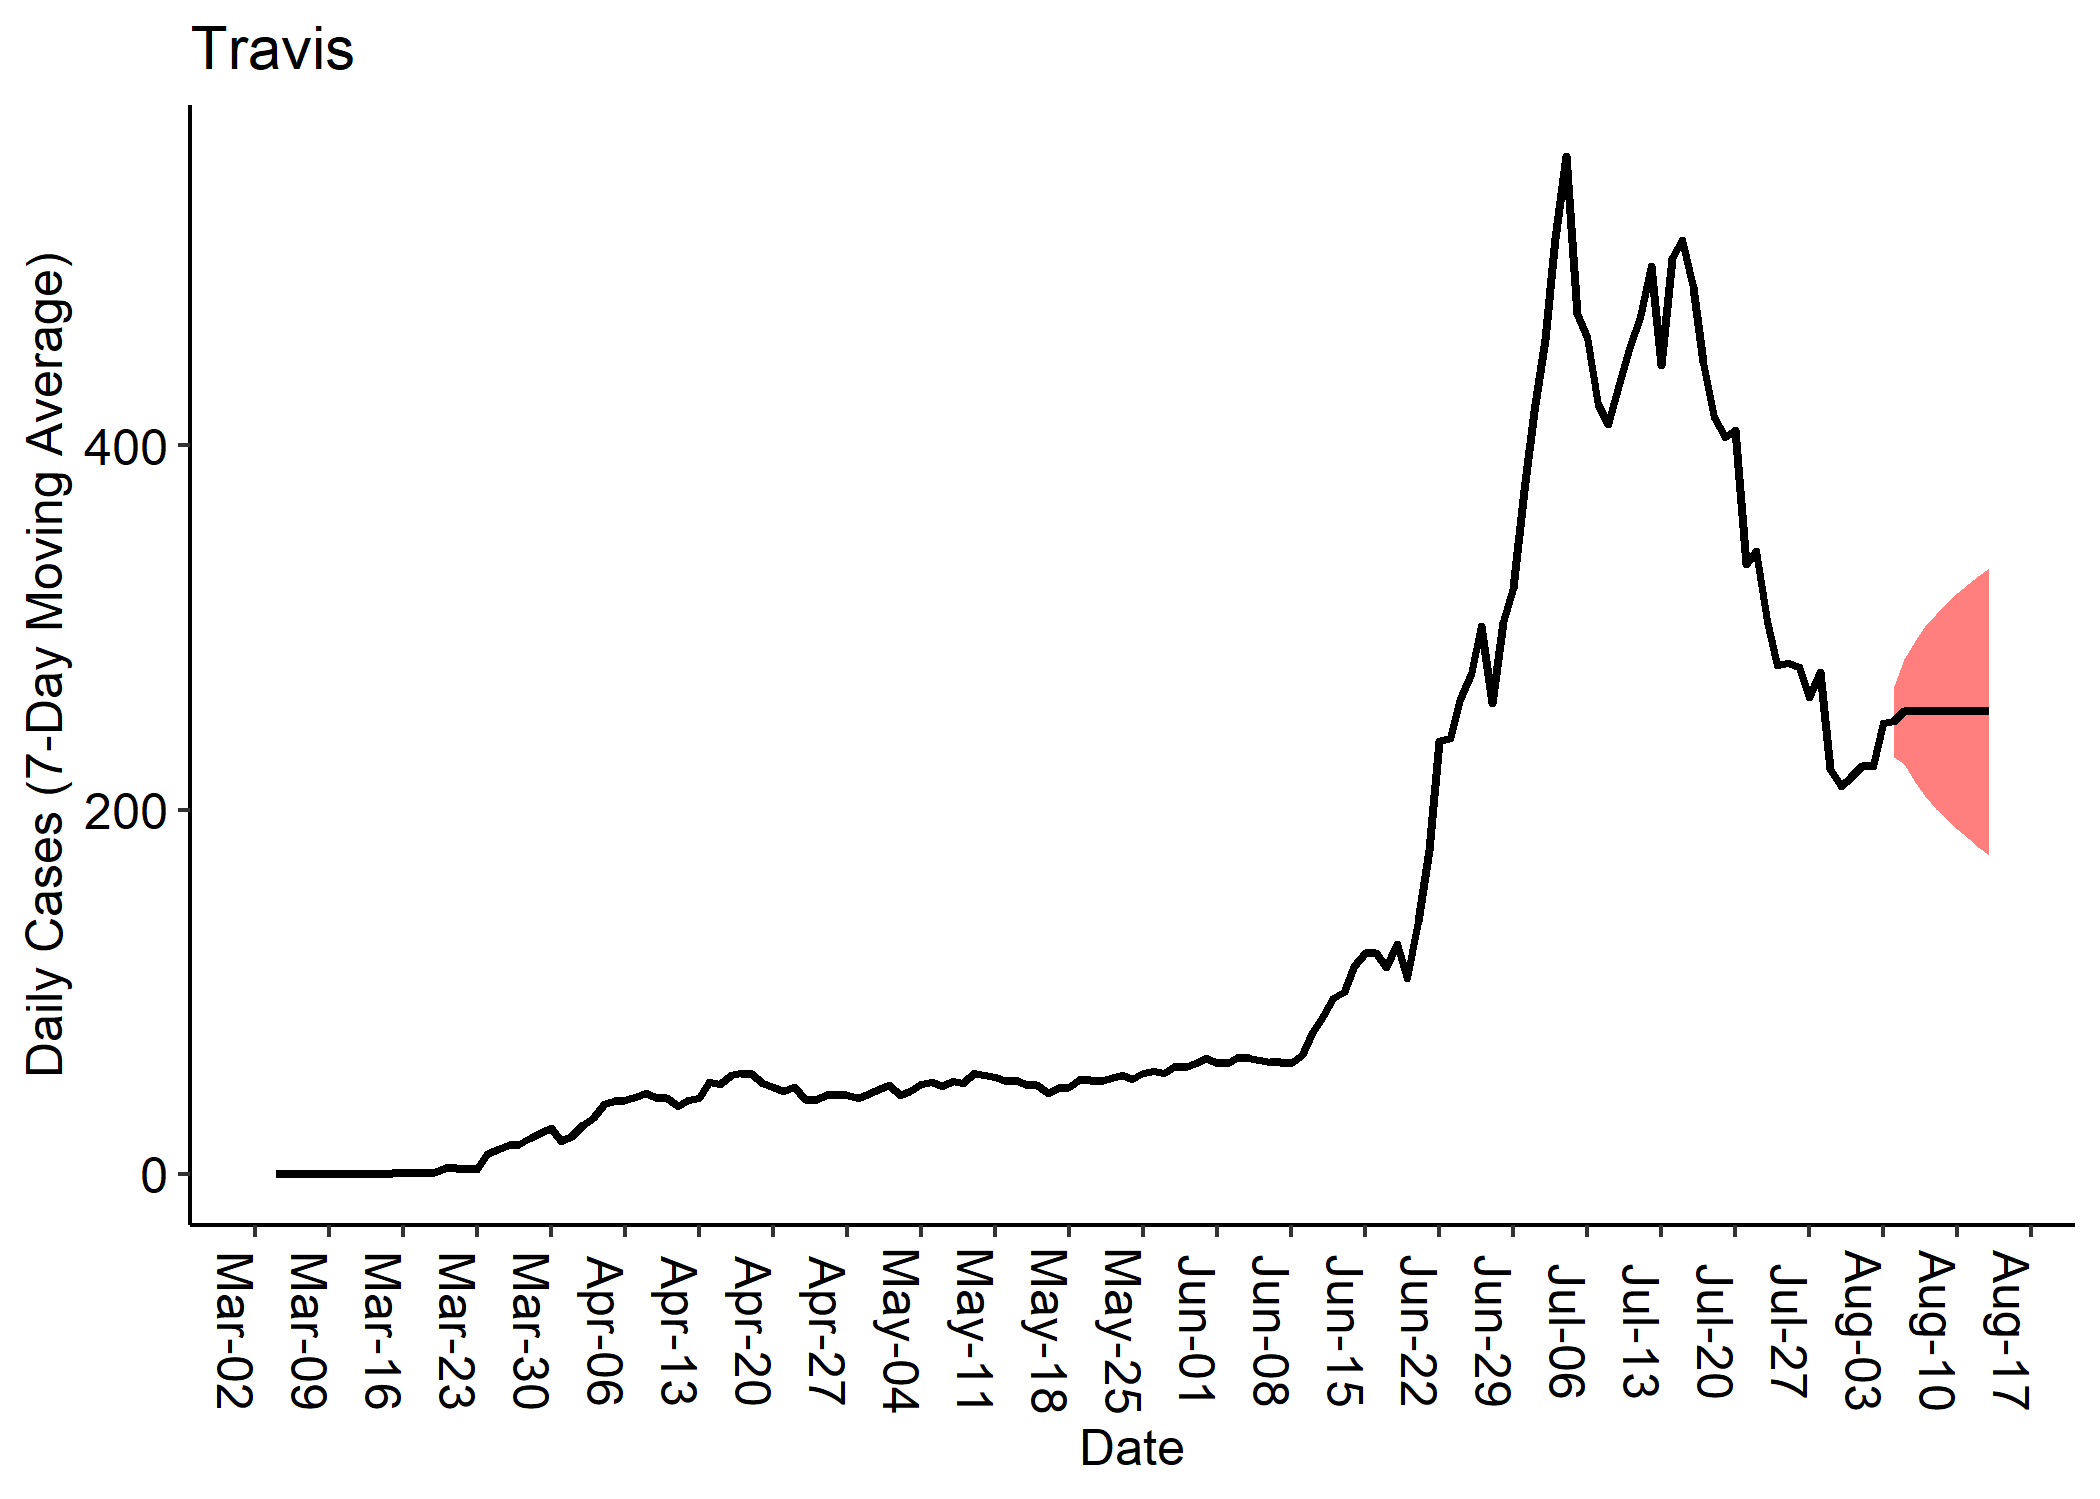 Travis
Daily Cases (7-Day Moving Average)
400
200
0
Mar-02
Mar-09
Mar-16
Mar-23
Mar-30
Apr-06
Apr-13
Apr-20
Apr-27
May-04
May-11
May-18
May-25
Jun-01
Jun-08
Jun-15
Jun-22
Jun-29
Jul-06
Jul-13
Jul-20
Jul-27
Aug-03
Aug-10
Aug-17
Date